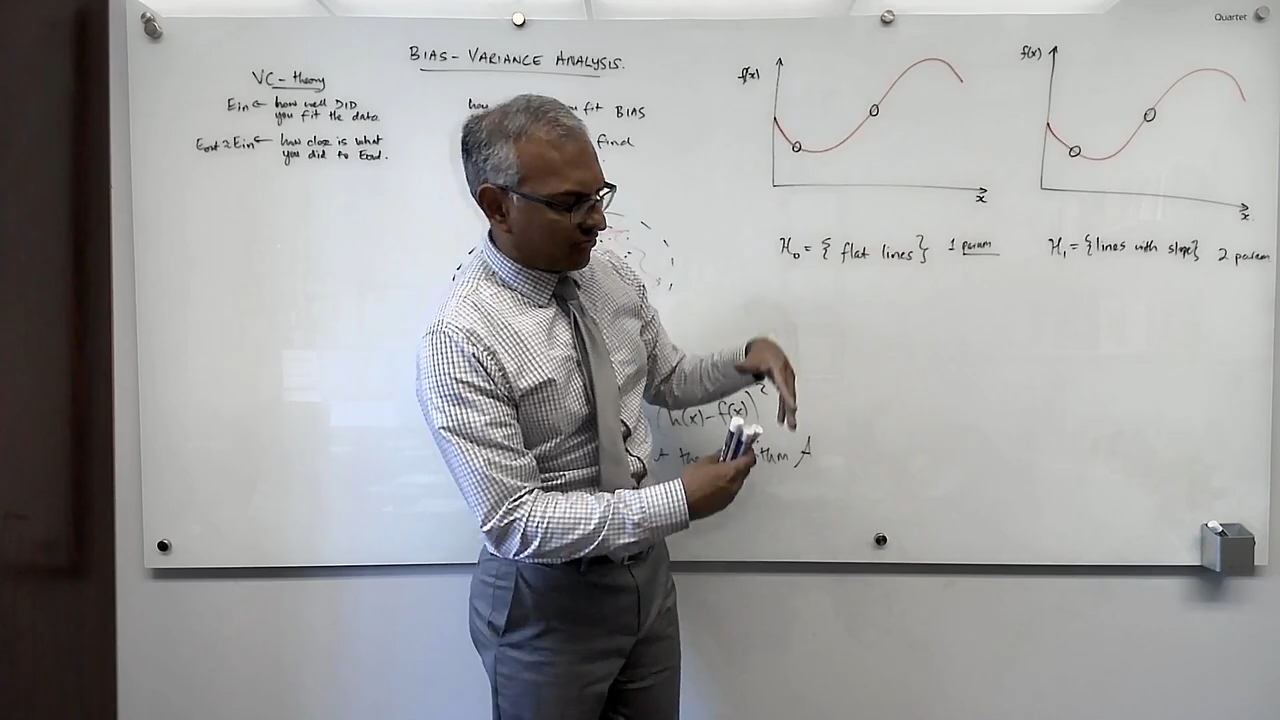 Quartet
BIAS-VARIANCE ANALYSIS.
VC-theory
Ein ← how well DID
you fit the data.
Eout ≈ Ein ← how close is what
you did to Eout.
how
fit BIAS
find
f(x)
x
H₀ = { flat lines} 1 param
f(x)
x
H₁ = {lines with slope} 2 param
(h(x)-f(x))²
A